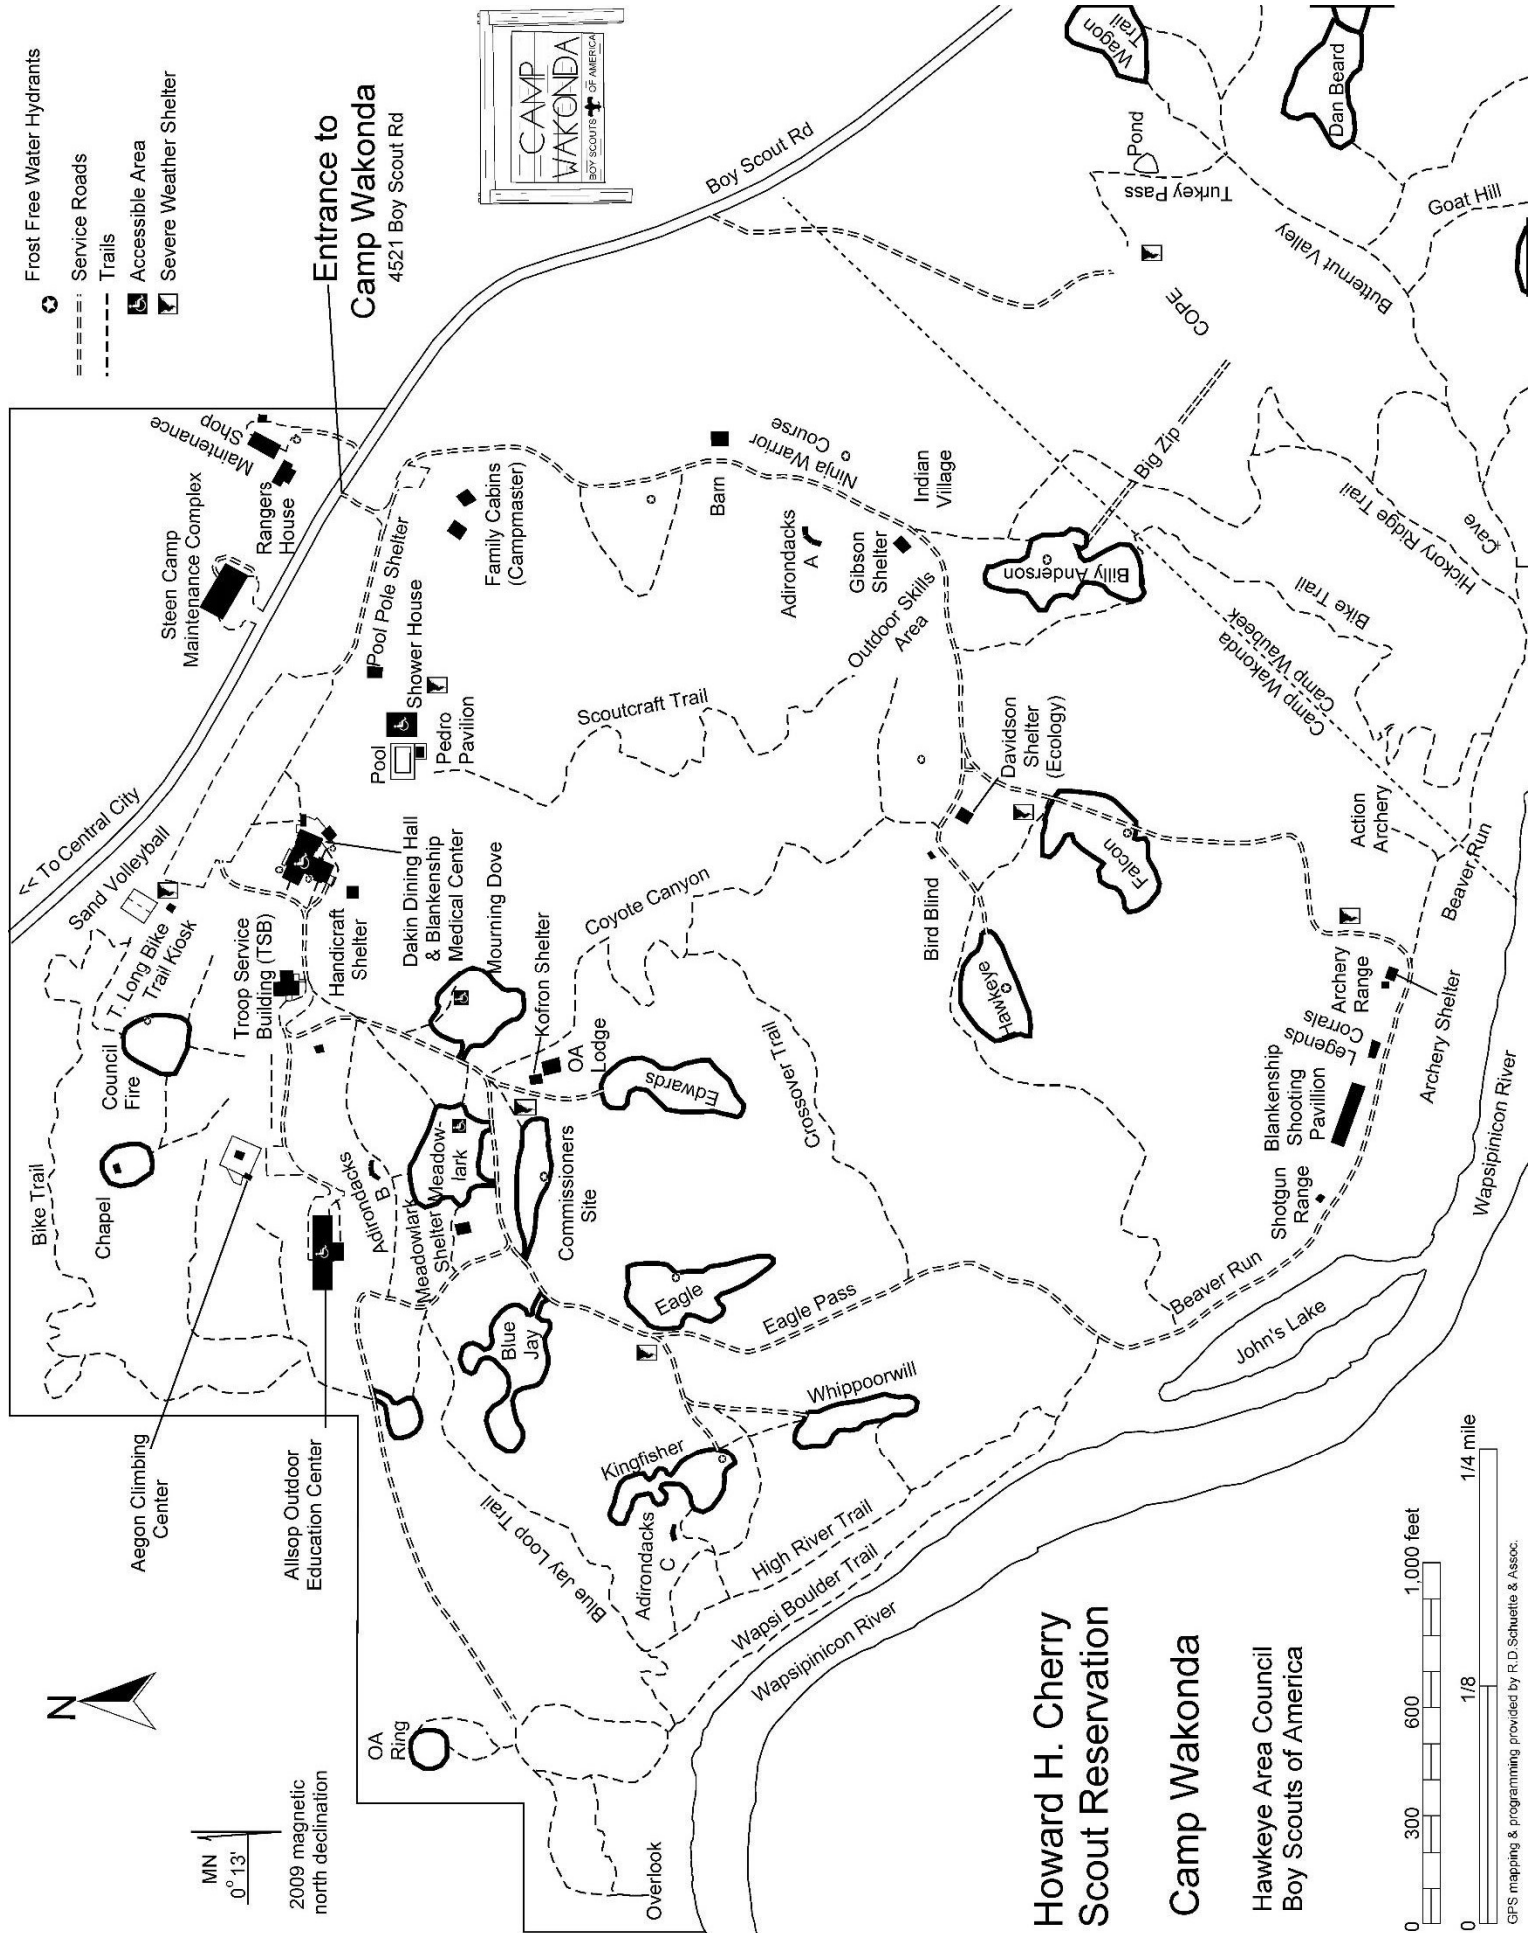 Frost Free Water Hydrants
Service Roads
Trails
Accessible Area
Severe Weather Shelter
Entrance to
Camp Wakonda
4521 Boy Scout Rd
CAMP
WAKONDA
BOY SCOUTS OF AMERICA
Boy Scout Rd
<< To Central City
Maintenance
Shop
Rangers
House
Steen Camp
Maintenance Complex
Sand Volleyball
T. Long Bike
Trail Kiosk
Bike Trail
Council
Fire
Chapel
Troop Service
Building (TSB)
Handicraft
Shelter
Dakin Dining Hall
& Blankenship
Medical Center
Mourning Dove
Pool Pole Shelter
Shower House
Pool
Pedro
Pavilion
Family Cabins
(Campmaster)
Barn
Ninja Warrior
Course
Adirondacks
A
Gibson
Shelter
Indian
Village
Outdoor Skills
Area
Scoutcraft Trail
Billy Anderson
Big Zip
COPE
Turkey Pass
Pond
Wagon
Trail
Dan Beard
Goat Hill
Butternut Valley
Hickory Ridge Trail
Cave
Bike Trail
Camp Waubeek
Camp Wakonda
Davidson
Shelter
(Ecology)
Falcon
Bird Blind
Hawkeye
Coyote Canyon
Kofron Shelter
OA
Lodge
Edwards
Crossover Trail
Action
Archery
Beaver Run
Archery
Range
Archery Shelter
Legends
Corrals
Blankenship
Shooting
Pavillion
Shotgun
Range
Beaver Run
Wapsipinicon River
John's Lake
Aegon Climbing
Center
Allsop Outdoor
Education Center
Adirondacks
B
Meadowlark
Shelter
Meadow-
lark
Commissioners
Site
Blue
Jay
Eagle
Eagle Pass
Whippoorwill
Kingfisher
Adirondacks
C
Blue Jay Loop Trail
High River Trail
Wapsi Boulder Trail
Wapsipinicon River
OA
Ring
Overlook
N
MN
0° 13'
2009 magnetic
north declination
Howard H. Cherry
Scout Reservation
Camp Wakonda
Hawkeye Area Council
Boy Scouts of America
0 300 600 1,000 feet
0 1/8 1/4 mile
GPS mapping & programming provided by R.D.Schuette & Assoc.